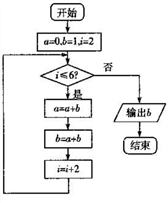 开始
a=0,b=1,i=2
i≤6?
否
是
a=a+b
b=a+b
i=i+2
输出b
结束